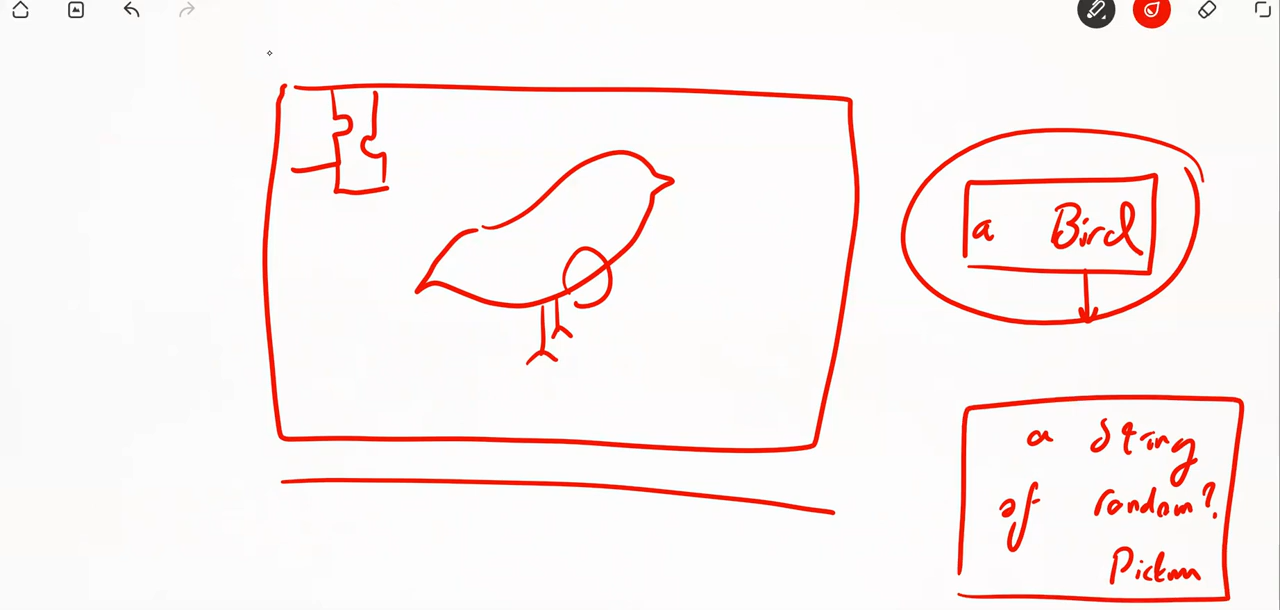 a Bird
a String
of random?